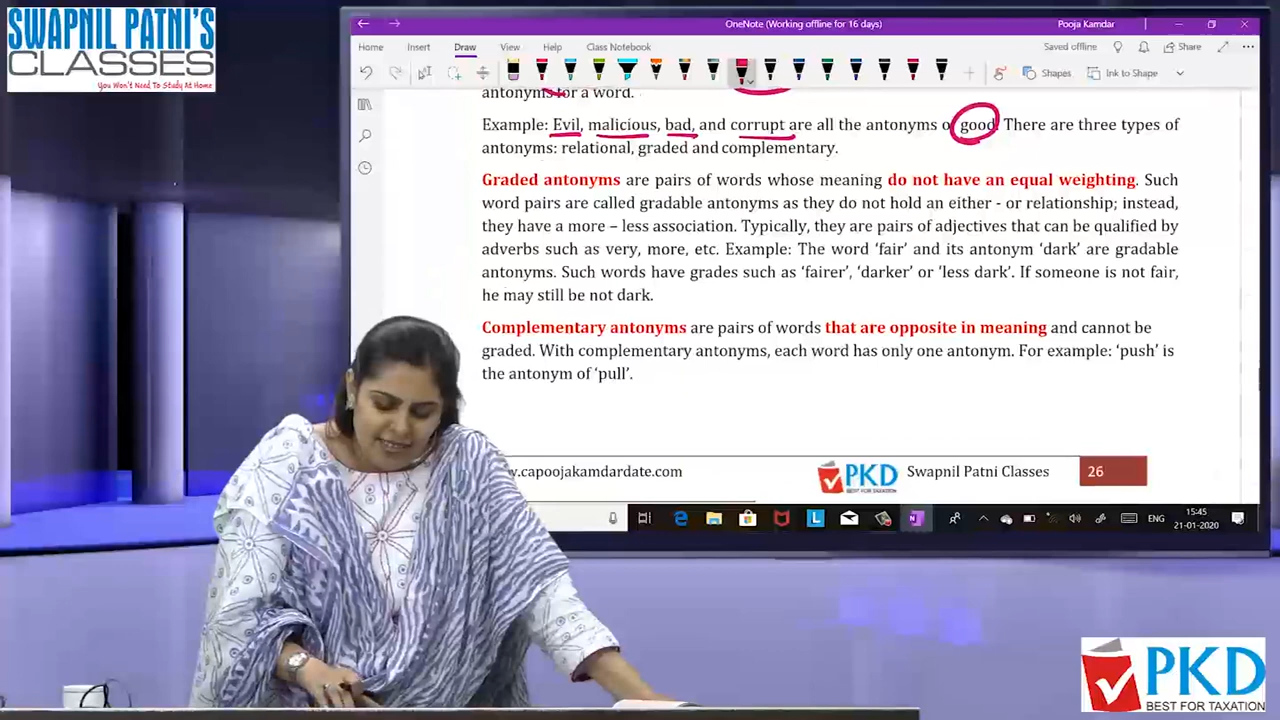 SWAPNIL PATNI'S
CLASSES
You Won't Need To Study At Home
OneNote (Working offline for 16 days)
Pooja Kamdar
Home Insert Draw View Help Class Notebook
Saved offline
Share
Shapes
Ink to Shape
antonyms for a word.
Example: Evil, malicious, bad, and corrupt are all the antonyms of good. There are three types of
antonyms: relational, graded and complementary.
Graded antonyms are pairs of words whose meaning do not have an equal weighting. Such
word pairs are called gradable antonyms as they do not hold an either - or relationship; instead,
they have a more – less association. Typically, they are pairs of adjectives that can be qualified by
adverbs such as very, more, etc. Example: The word ‘fair’ and its antonym ‘dark’ are gradable
antonyms. Such words have grades such as ‘fairer’, ‘darker’ or ‘less dark’. If someone is not fair,
he may still be not dark.
Complementary antonyms are pairs of words that are opposite in meaning and cannot be
graded. With complementary antonyms, each word has only one antonym. For example: ‘push’ is
the antonym of ‘pull’.
w.capoojakamdardate.com
PKD
BEST FOR TAXATION
Swapnil Patni Classes
26
L
N
ENG
15:45
21-01-2020
PKD
BEST FOR TAXATION